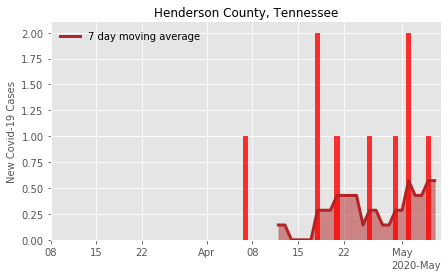 Henderson County, Tennessee
7 day moving average
New Covid-19 Cases
2.00
1.75
1.50
1.25
1.00
0.75
0.50
0.25
0.00
08 15 22 Apr 08 15 22 May
2020-May